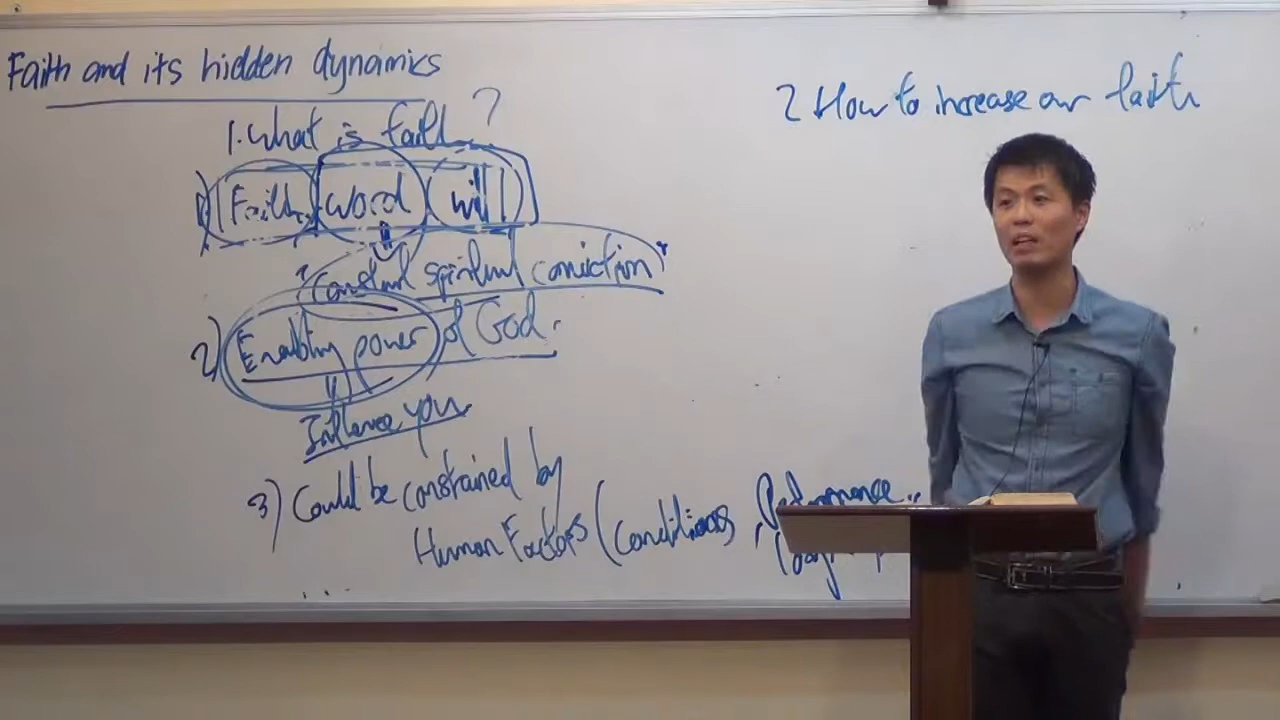 Faith and its hidden dynamics
1. What is faith?
1) Faith, word (will)
"Constant spiritual conviction"
2) Enabling power of God.
Influence you
3) Could be constrained by
Human Factors (Conditions, Performance..
2 How to increase our faith